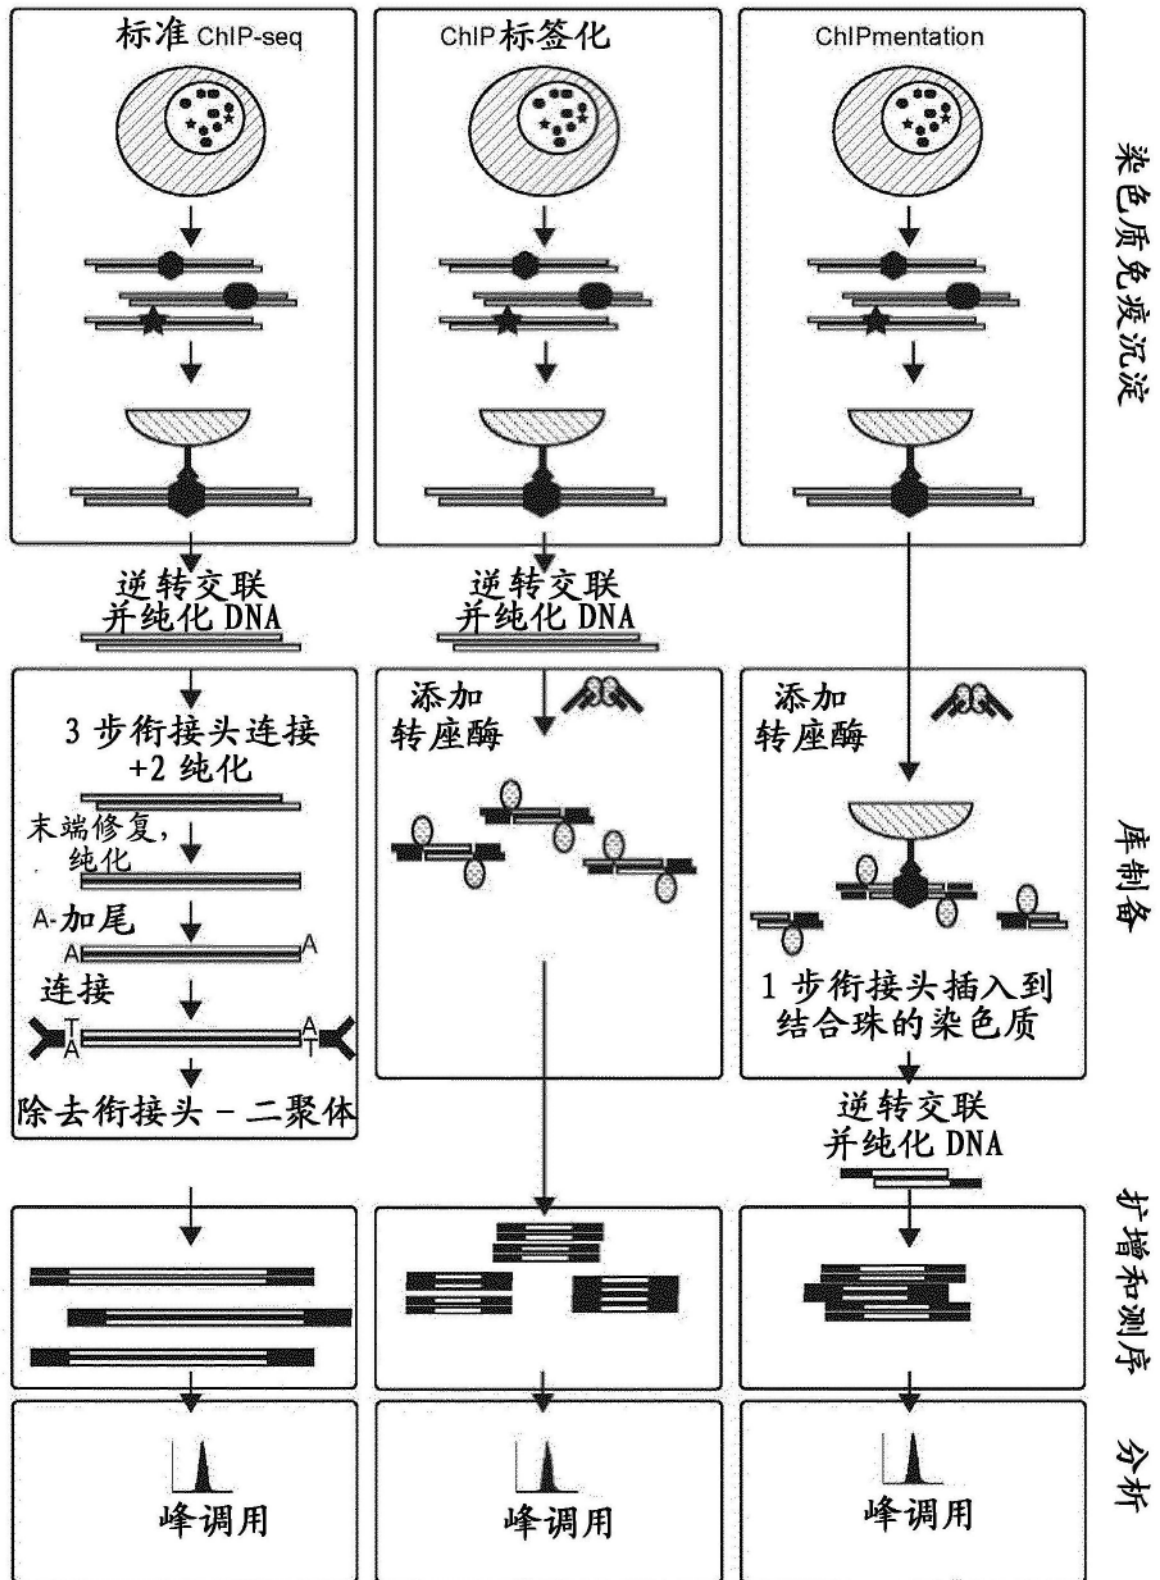 标准 ChIP-seq
ChIP 标签化
ChIPmentation
染色质免疫沉淀
逆转交联
并纯化 DNA
逆转交联
并纯化 DNA
3 步衔接头连接
+2 纯化
末端修复,
纯化
A-加尾
A
A
连接
T
A
A
T
除去衔接头 – 二聚体
添加
转座酶
添加
转座酶
1 步衔接头插入到
结合珠的染色质
库制备
逆转交联
并纯化 DNA
扩增和测序
峰调用
峰调用
峰调用
分析